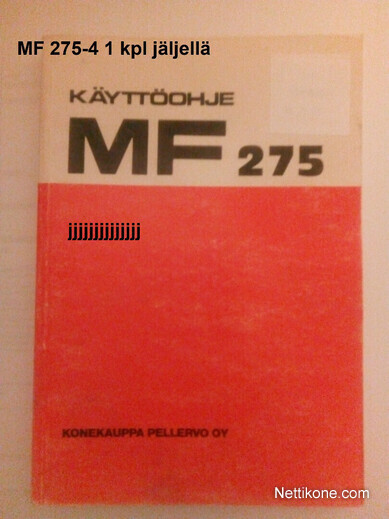 MF 275-4 1 kpl jäljellä
KÄYTTÖOHJE
MF 275
jjjjjjjjjjjjjj
KONEKAUPPA PELLERVO OY
Nettikone.com